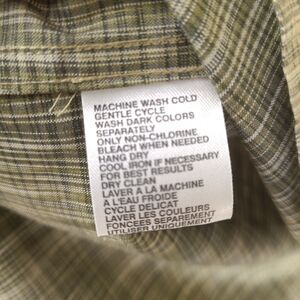 MACHINE WASH COLD
GENTLE CYCLE
WASH DARK COLORS
SEPARATELY
ONLY NON-CHLORINE
BLEACH WHEN NEEDED
HANG DRY
COOL IRON IF NECESSARY
FOR BEST RESULTS
DRY CLEAN
LAVER A LA MACHINE
A L'EAU FROIDE
CYCLE DELICAT
LAVER LES COULEURS
FONCEES SEPAREMENT
UTILISER UNIQUEMENT